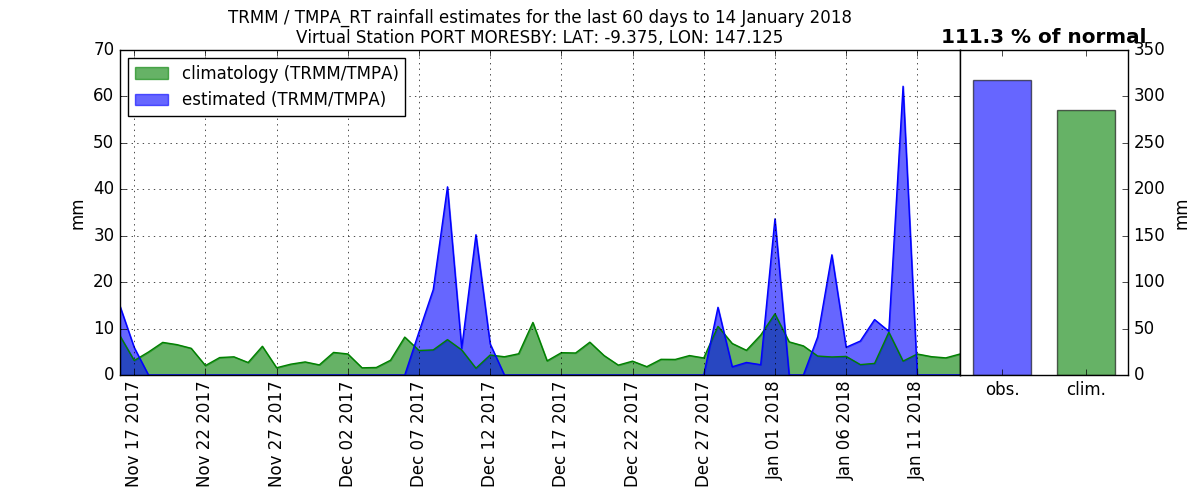 TRMM / TMPA_RT rainfall estimates for the last 60 days to 14 January 2018
Virtual Station PORT MORESBY: LAT: -9.375, LON: 147.125
111.3 % of normal
climatology (TRMM/TMPA)
estimated (TRMM/TMPA)
70
60
50
40
30
20
10
0
mm
350
300
250
200
150
100
50
0
mm
Nov 17 2017
Nov 22 2017
Nov 27 2017
Dec 02 2017
Dec 07 2017
Dec 12 2017
Dec 17 2017
Dec 22 2017
Dec 27 2017
Jan 01 2018
Jan 06 2018
Jan 11 2018
obs.
clim.